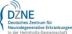 DZNE
Deutsches Zentrum für
Neurodegenerative Erkrankungen
in der Helmholtz-Gemeinschaft